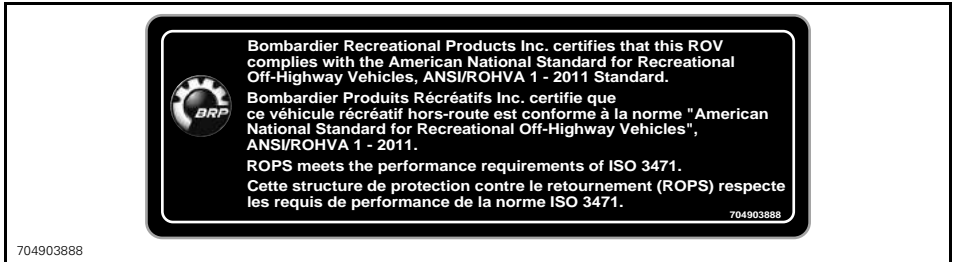 Bombardier Recreational Products Inc. certifies that this ROV
complies with the American National Standard for Recreational
Off-Highway Vehicles, ANSI/ROHVA 1 - 2011 Standard.
Bombardier Produits Récréatifs Inc. certifie que
ce véhicule récréatif hors-route est conforme à la norme "American
National Standard for Recreational Off-Highway Vehicles",
ANSI/ROHVA 1 - 2011.
ROPS meets the performance requirements of ISO 3471.
Cette structure de protection contre le retournement (ROPS) respecte
les requis de performance de la norme ISO 3471.
BRP
704903888
704903888